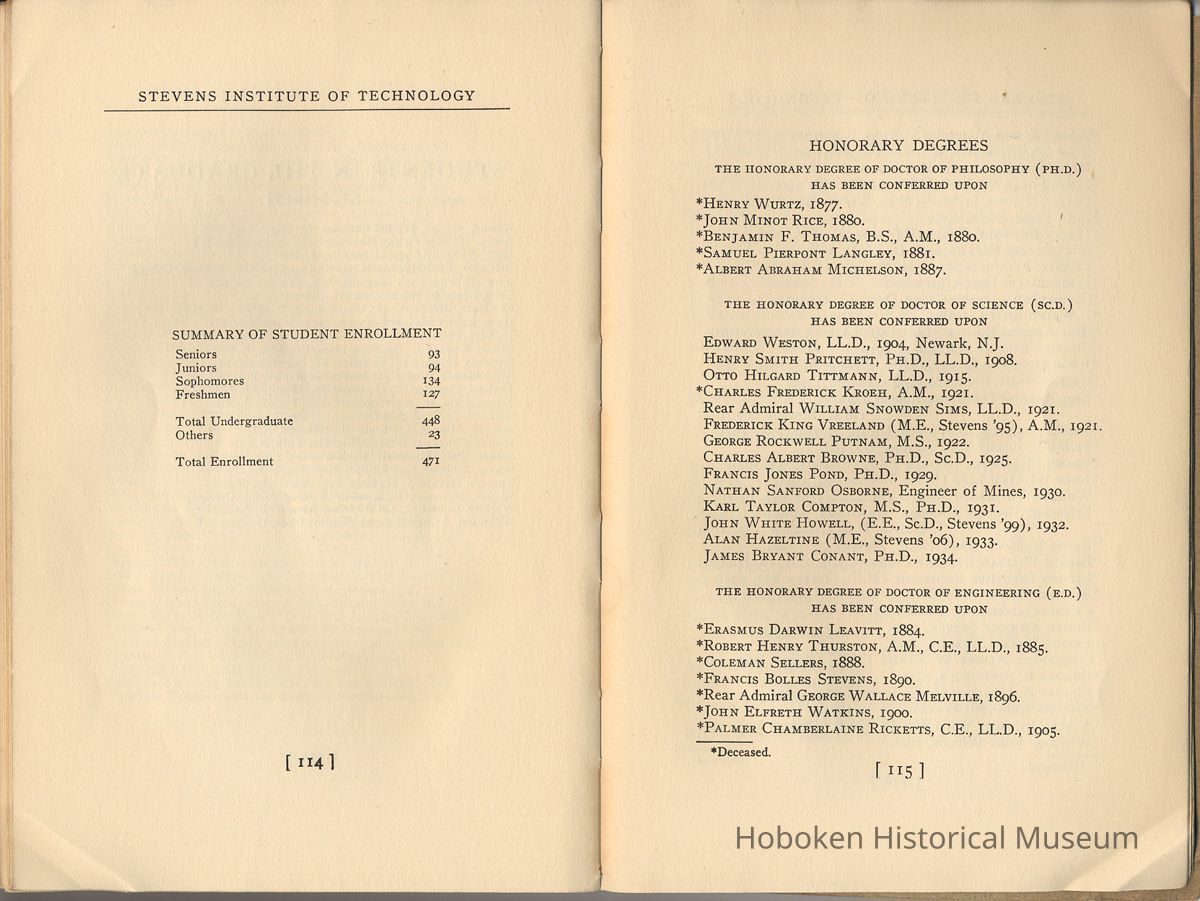 STEVENS INSTITUTE OF TECHNOLOGY
SUMMARY OF STUDENT ENROLLMENT
Seniors 93
Juniors 94
Sophomores 134
Freshmen 127
Total Undergraduate 448
Others 23
Total Enrollment 471
[ 114 ]
HONORARY DEGREES
THE HONORARY DEGREE OF DOCTOR OF PHILOSOPHY (PH.D.)
HAS BEEN CONFERRED UPON
*HENRY WURTZ, 1877.
*JOHN MINOT RICE, 1880.
*BENJAMIN F. THOMAS, B.S., A.M., 1880.
*SAMUEL PIERPONT LANGLEY, 1881.
*ALBERT ABRAHAM MICHELSON, 1887.
THE HONORARY DEGREE OF DOCTOR OF SCIENCE (SC.D.)
HAS BEEN CONFERRED UPON
EDWARD WESTON, LL.D., 1904, Newark, N.J.
HENRY SMITH PRITCHETT, PH.D., LL.D., 1908.
OTTO HILGARD TITTMANN, LL.D., 1915.
*CHARLES FREDERICK KROEH, A.M., 1921.
Rear Admiral WILLIAM SNOWDEN SIMS, LL.D., 1921.
FREDERICK KING VREELAND (M.E., Stevens '95), A.M., 1921.
GEORGE ROCKWELL PUTNAM, M.S., 1922.
CHARLES ALBERT BROWNE, PH.D., SC.D., 1925.
FRANCIS JONES POND, PH.D., 1929.
NATHAN SANFORD OSBORNE, Engineer of Mines, 1930.
KARL TAYLOR COMPTON, M.S., PH.D., 1931.
JOHN WHITE HOWELL, (E.E., SC.D., Stevens '99), 1932.
ALAN HAZELTINE (M.E., Stevens '06), 1933.
JAMES BRYANT CONANT, PH.D., 1934.
THE HONORARY DEGREE OF DOCTOR OF ENGINEERING (E.D.)
HAS BEEN CONFERRED UPON
*ERASMUS DARWIN LEAVITT, 1884.
*ROBERT HENRY THURSTON, A.M., C.E., LL.D., 1885.
*COLEMAN SELLERS, 1888.
*FRANCIS BOLLES STEVENS, 1890.
*Rear Admiral GEORGE WALLACE MELVILLE, 1896.
*JOHN ELFRETH WATKINS, 1900.
*PALMER CHAMBERLAINE RICKETTS, C.E., LL.D., 1905.
*Deceased.
[ 115 ]
Hoboken Historical Museum